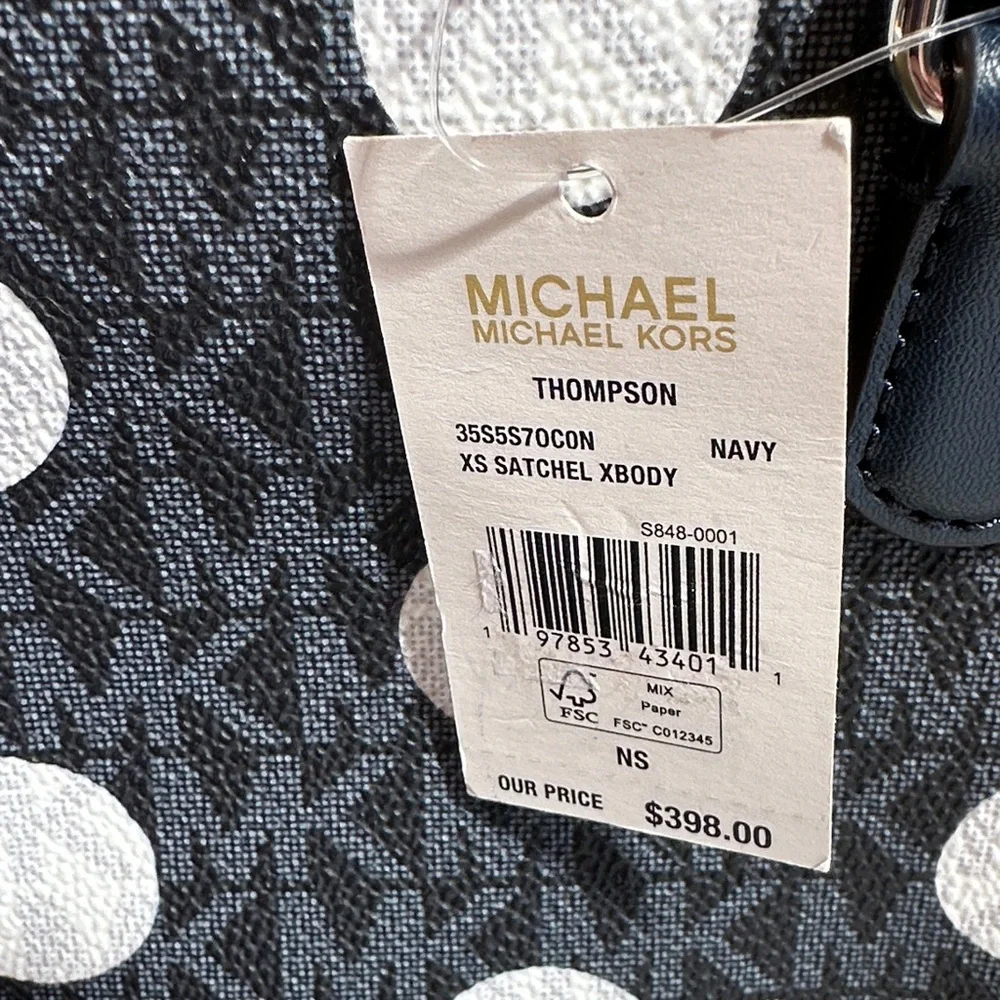 MICHAEL
MICHAEL KORS
THOMPSON
35S5S7OC0N NAVY
XS SATCHEL XBODY
S848-0001
1 97853 43401 1
FSC
MIX
Paper
FSC™ C012345
NS
OUR PRICE $398.00